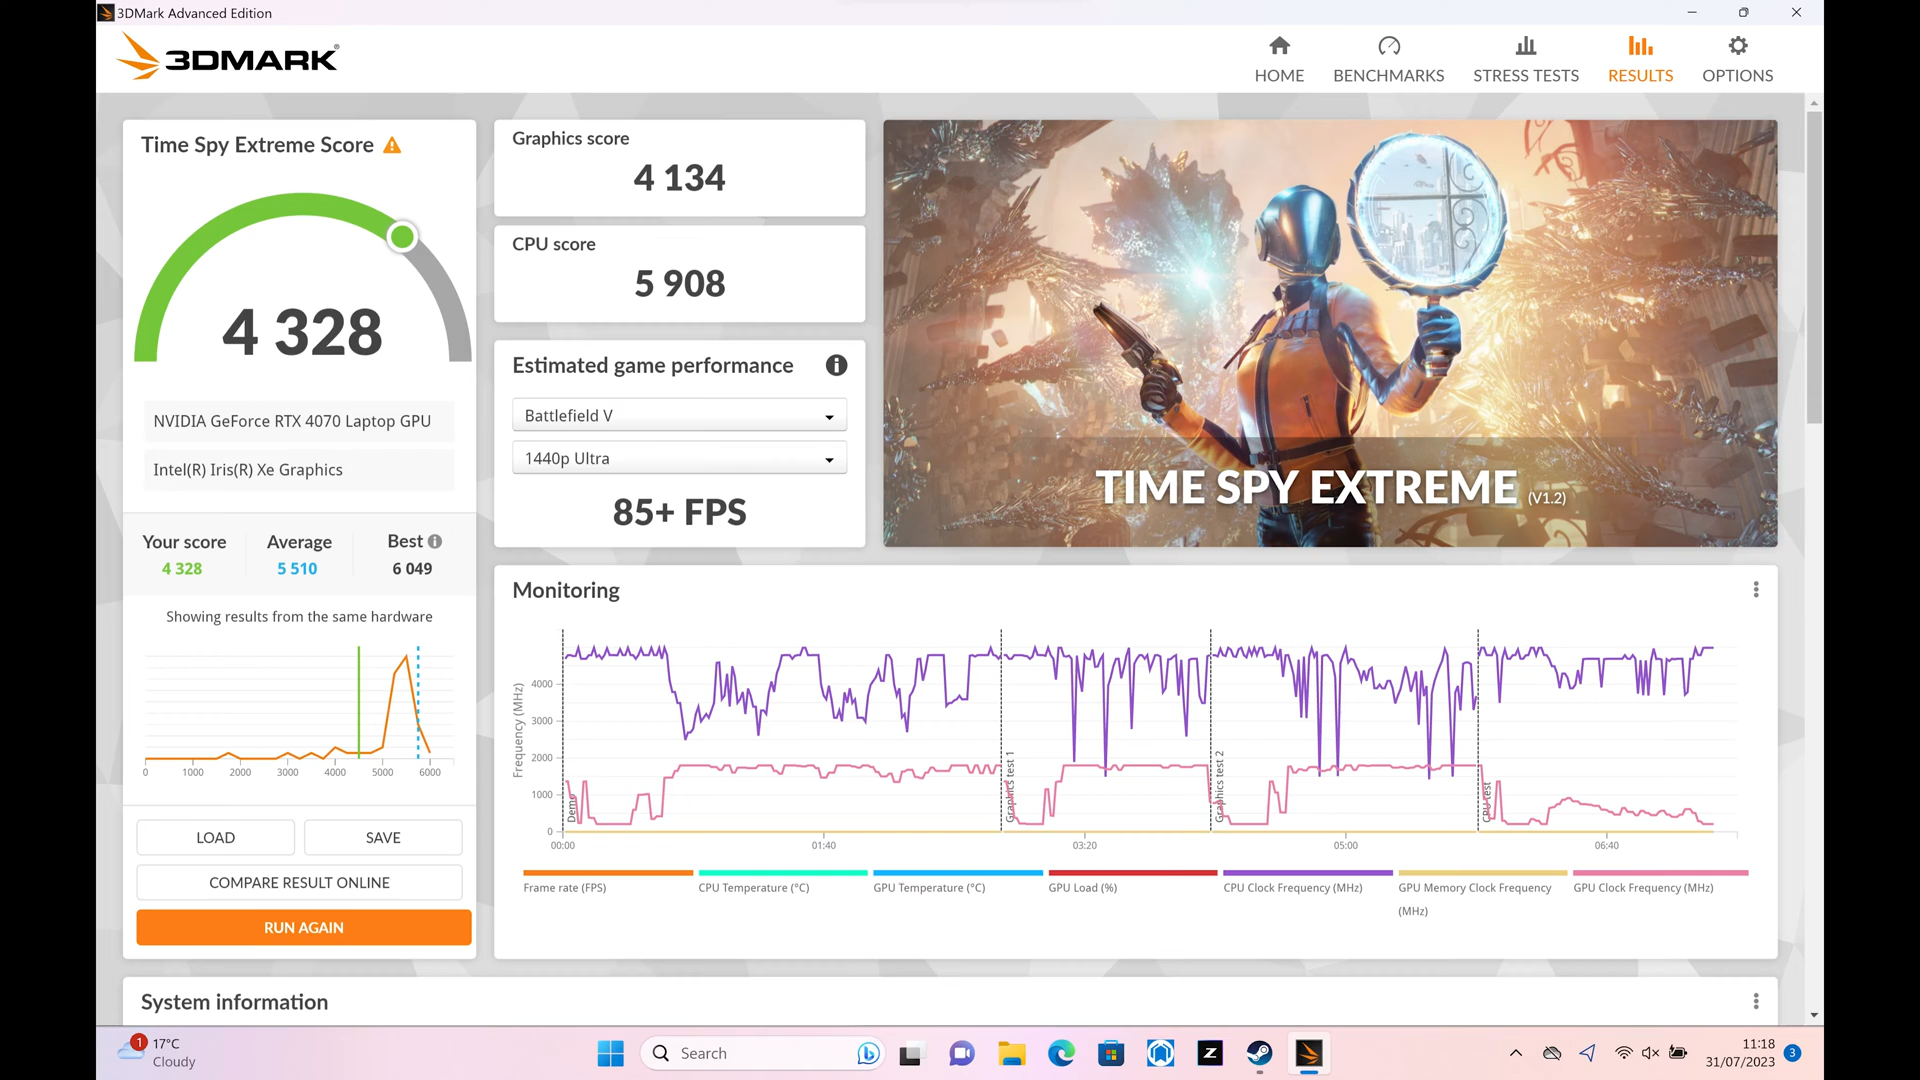 3DMark Advanced Edition
3DMARK
HOME
BENCHMARKS
STRESS TESTS
RESULTS
OPTIONS
Time Spy Extreme Score
4 328
NVIDIA GeForce RTX 4070 Laptop GPU
Intel(R) Iris(R) Xe Graphics
Your score
4 328
Average
5 510
Best
6 049
Showing results from the same hardware
0 1000 2000 3000 4000 5000 6000
LOAD
SAVE
COMPARE RESULT ONLINE
RUN AGAIN
Graphics score
4 134
CPU score
5 908
Estimated game performance
Battlefield V
1440p Ultra
85+ FPS
TIME SPY EXTREME (V1.2)
Monitoring
Frequency (MHz)
4000
3000
2000
1000
0
Demo
Graphics test 1
Graphics test 2
CPU test
00:00 01:40 03:20 05:00 06:40
Frame rate (FPS)
CPU Temperature (°C)
GPU Temperature (°C)
GPU Load (%)
CPU Clock Frequency (MHz)
GPU Memory Clock Frequency
(MHz)
GPU Clock Frequency (MHz)
System information
1
17°C
Cloudy
Search
11:18
31/07/2023
3